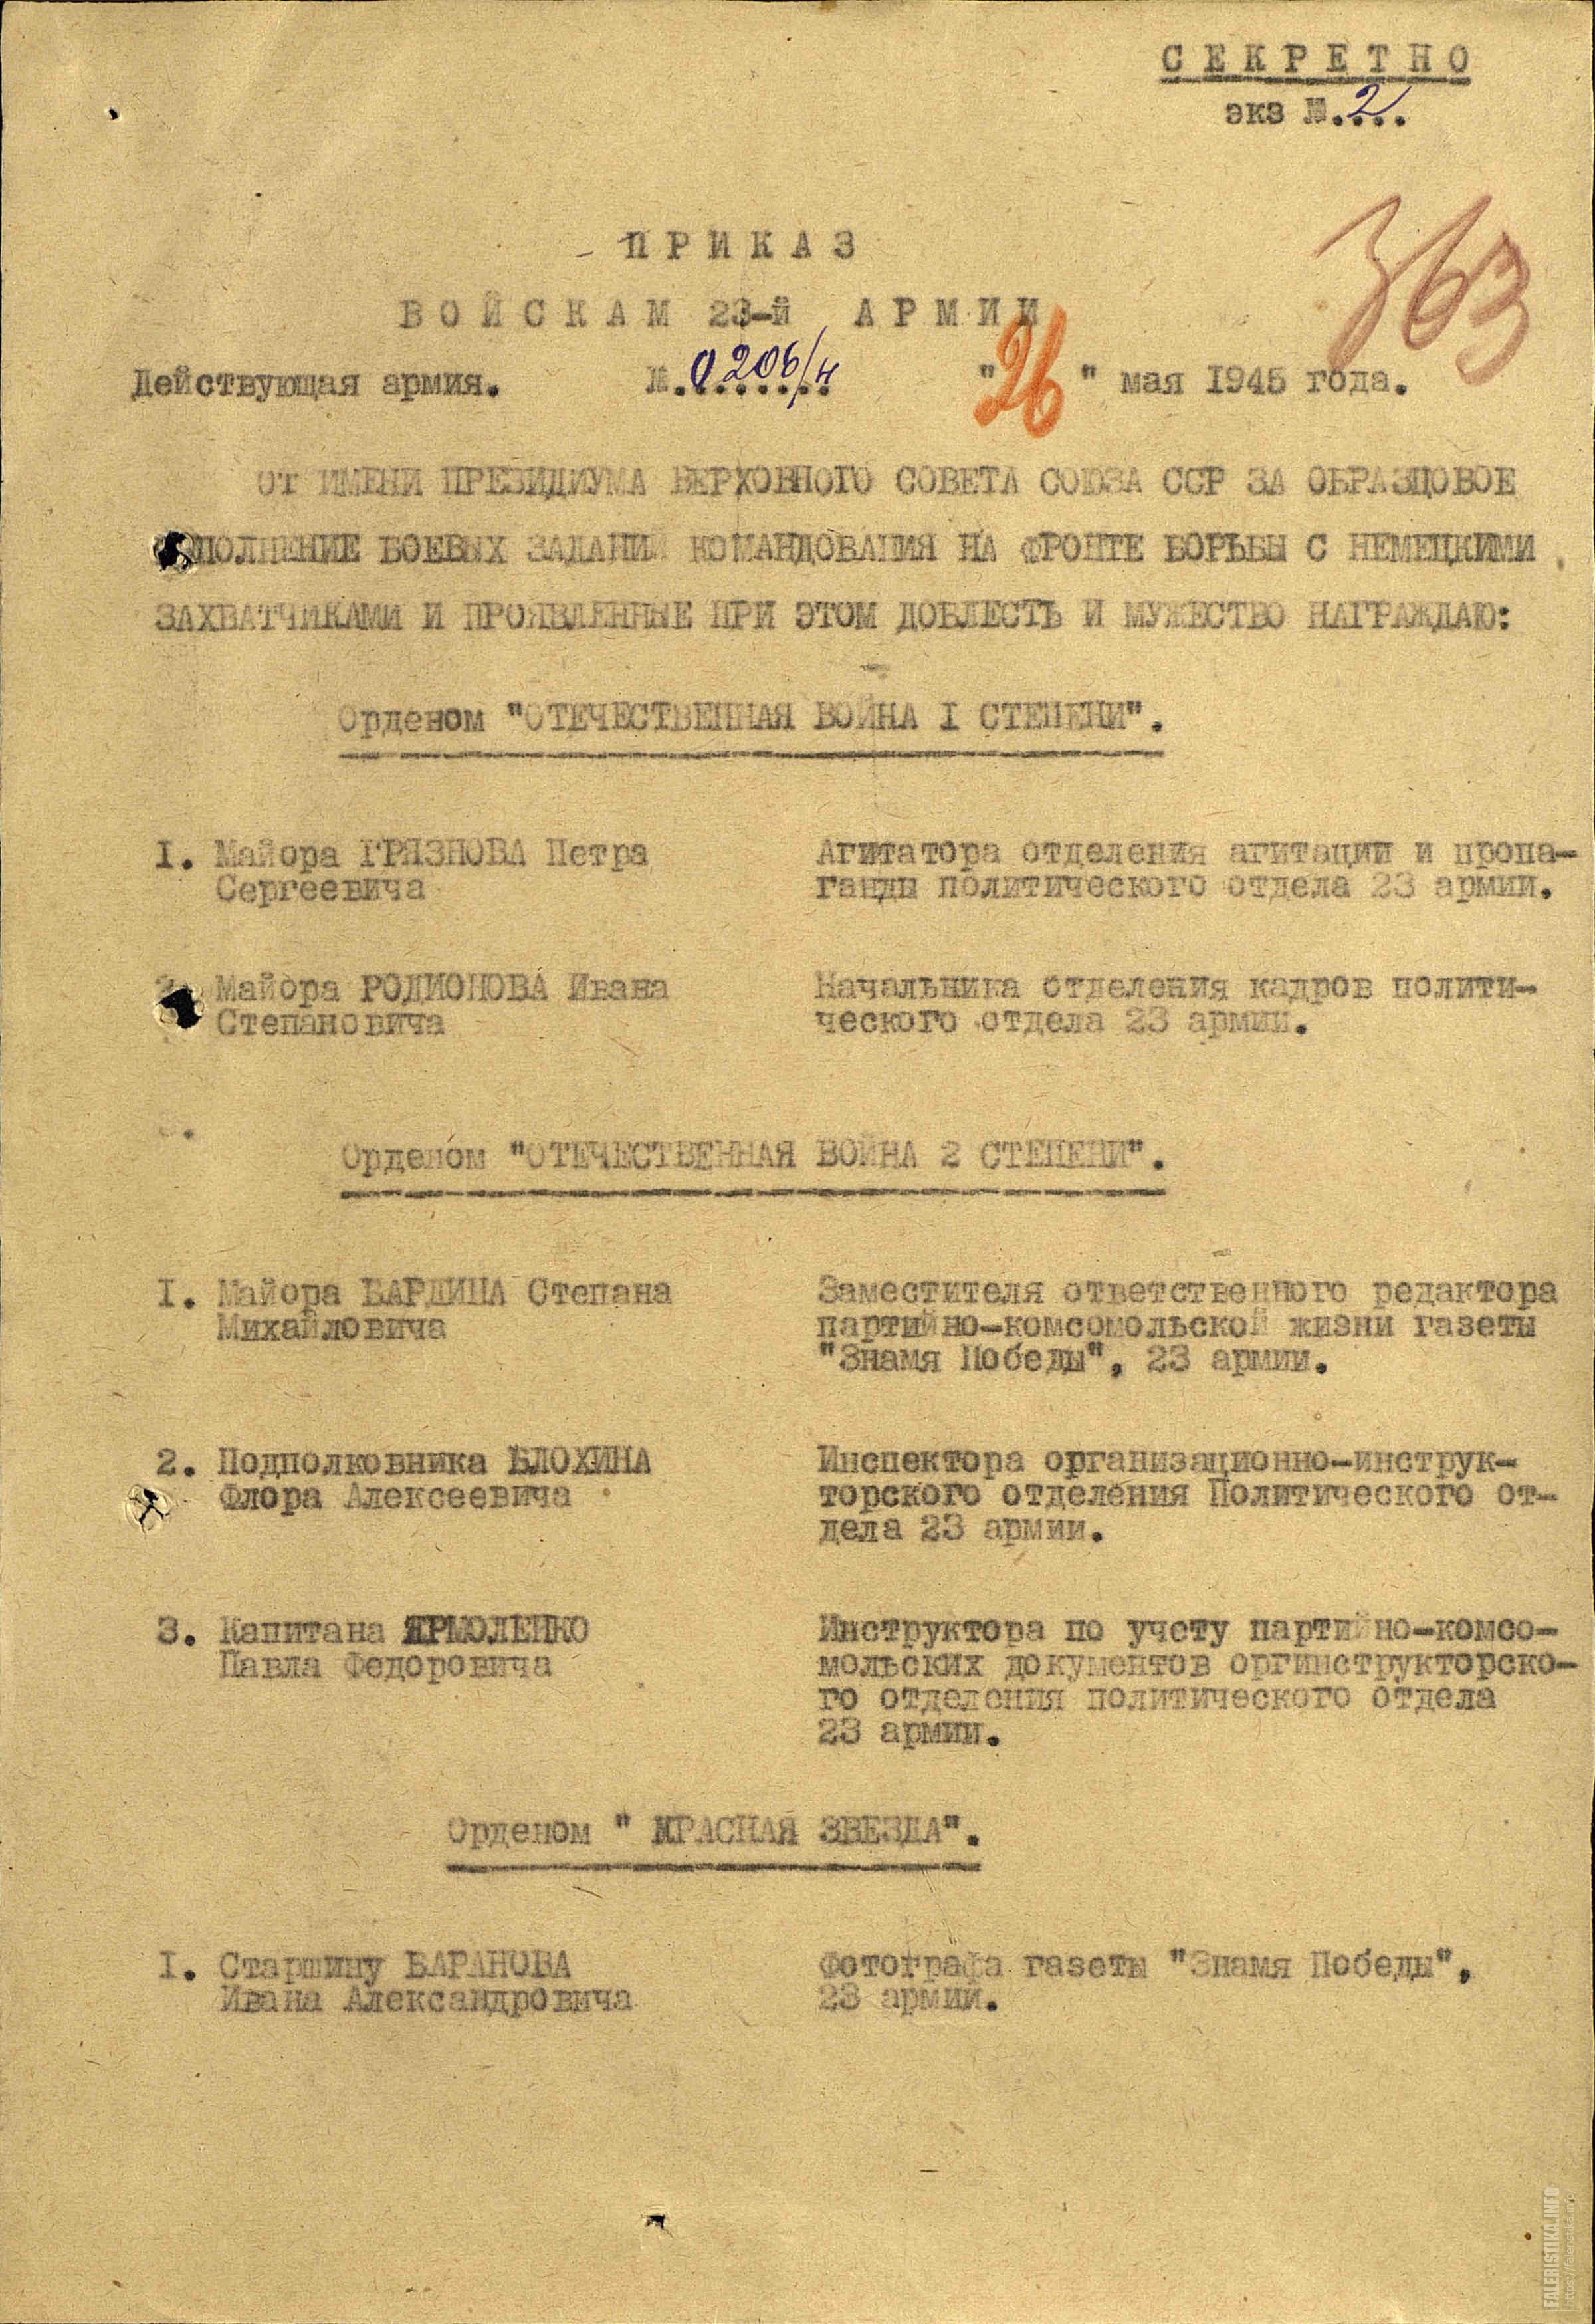 СЕКРЕТНО
экз №.2...
363
ПРИКАЗ
ВОЙСКАМ 23-й АРМИИ
Действующая армия. №.0206/н "26" мая 1945 года.
ОТ ИМЕНИ ПРЕЗИДИУМА ВЕРХОВНОГО СОВЕТА СОЮЗА ССР ЗА ОБРАЗЦОВОЕ
ПОЛНЕНИЕ БОЕВЫХ ЗАДАНИЙ КОМАНДОВАНИЯ НА ФРОНТЕ БОРЬБЫ С НЕМЕЦКИМИ
ЗАХВАТЧИКАМИ И ПРОЯВЛЕННЫЕ ПРИ ЭТОМ ДОБЛЕСТЬ И МУЖЕСТВО НАГРАЖДАЮ:
Орденом "ОТЕЧЕСТВЕННАЯ ВОЙНА I СТЕПЕНИ".
I. Майора ГРЯЗНОВА Петра
Сергеевича
Агитатора отделения агитации и пропа-
ганды политического отдела 23 армии.
2. Майора РОДИОНОВА Ивана
Степановича
Начальника отделения кадров полити-
ческого отдела 23 армии.
Орденом "ОТЕЧЕСТВЕННАЯ ВОЙНА 2 СТЕПЕНИ".
I. Майора БАРДИНА Степана
Михайловича
Заместителя ответственного редактора
партийно-комсомольской жизни газеты
"Знамя Победы", 23 армии.
2. Подполковника БЛОХИНА
Флора Алексеевича
Инспектора организационно-инструк-
торского отделения Политического от-
дела 23 армии.
3. Капитана ЯРМОЛЕНКО
Павла Федоровича
Инструктора по учету партийно-комсо-
мольских документов оргинструкторско-
го отделения политического отдела
23 армии.
Орденом " КРАСНАЯ ЗВЕЗДА".
I. Старшину БАРАНОВА
Ивана Александровича
Фотографа газеты "Знамя Победы",
23 армии.
FALERISTIKA.INFO